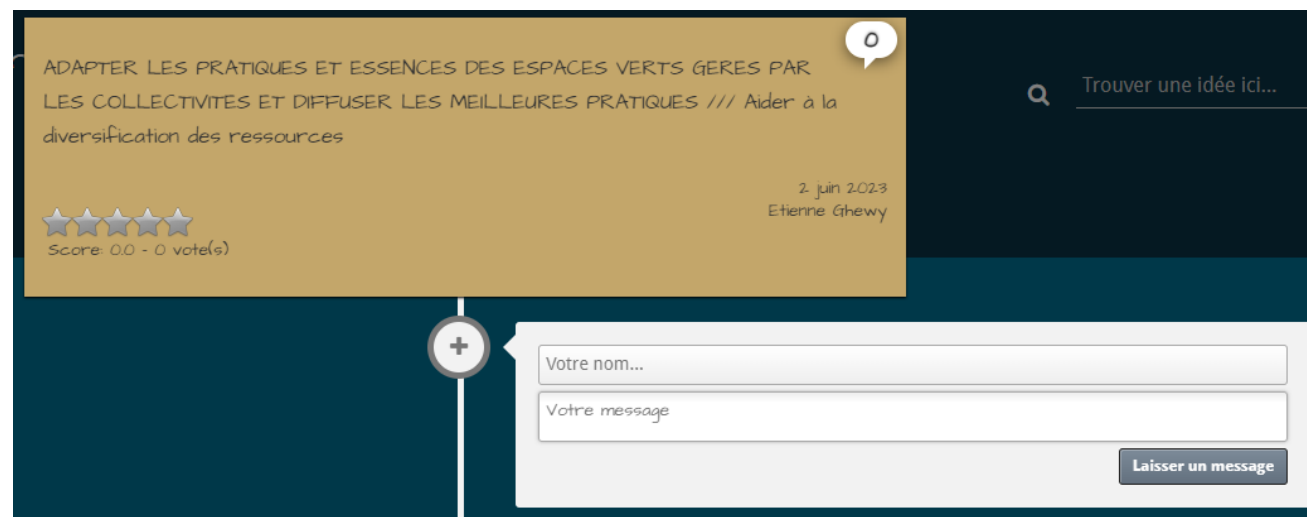 0
ADAPTER LES PRATIQUES ET ESSENCES DES ESPACES VERTS GERES PAR
LES COLLECTIVITES ET DIFFUSER LES MEILLEURES PRATIQUES /// Aider à la
diversification des ressources
2 juin 2023
Etienne Ghewy
Score: 0.0 - 0 vote(s)
Trouver une idée ici...
+
Votre nom...
Votre message
Laisser un message